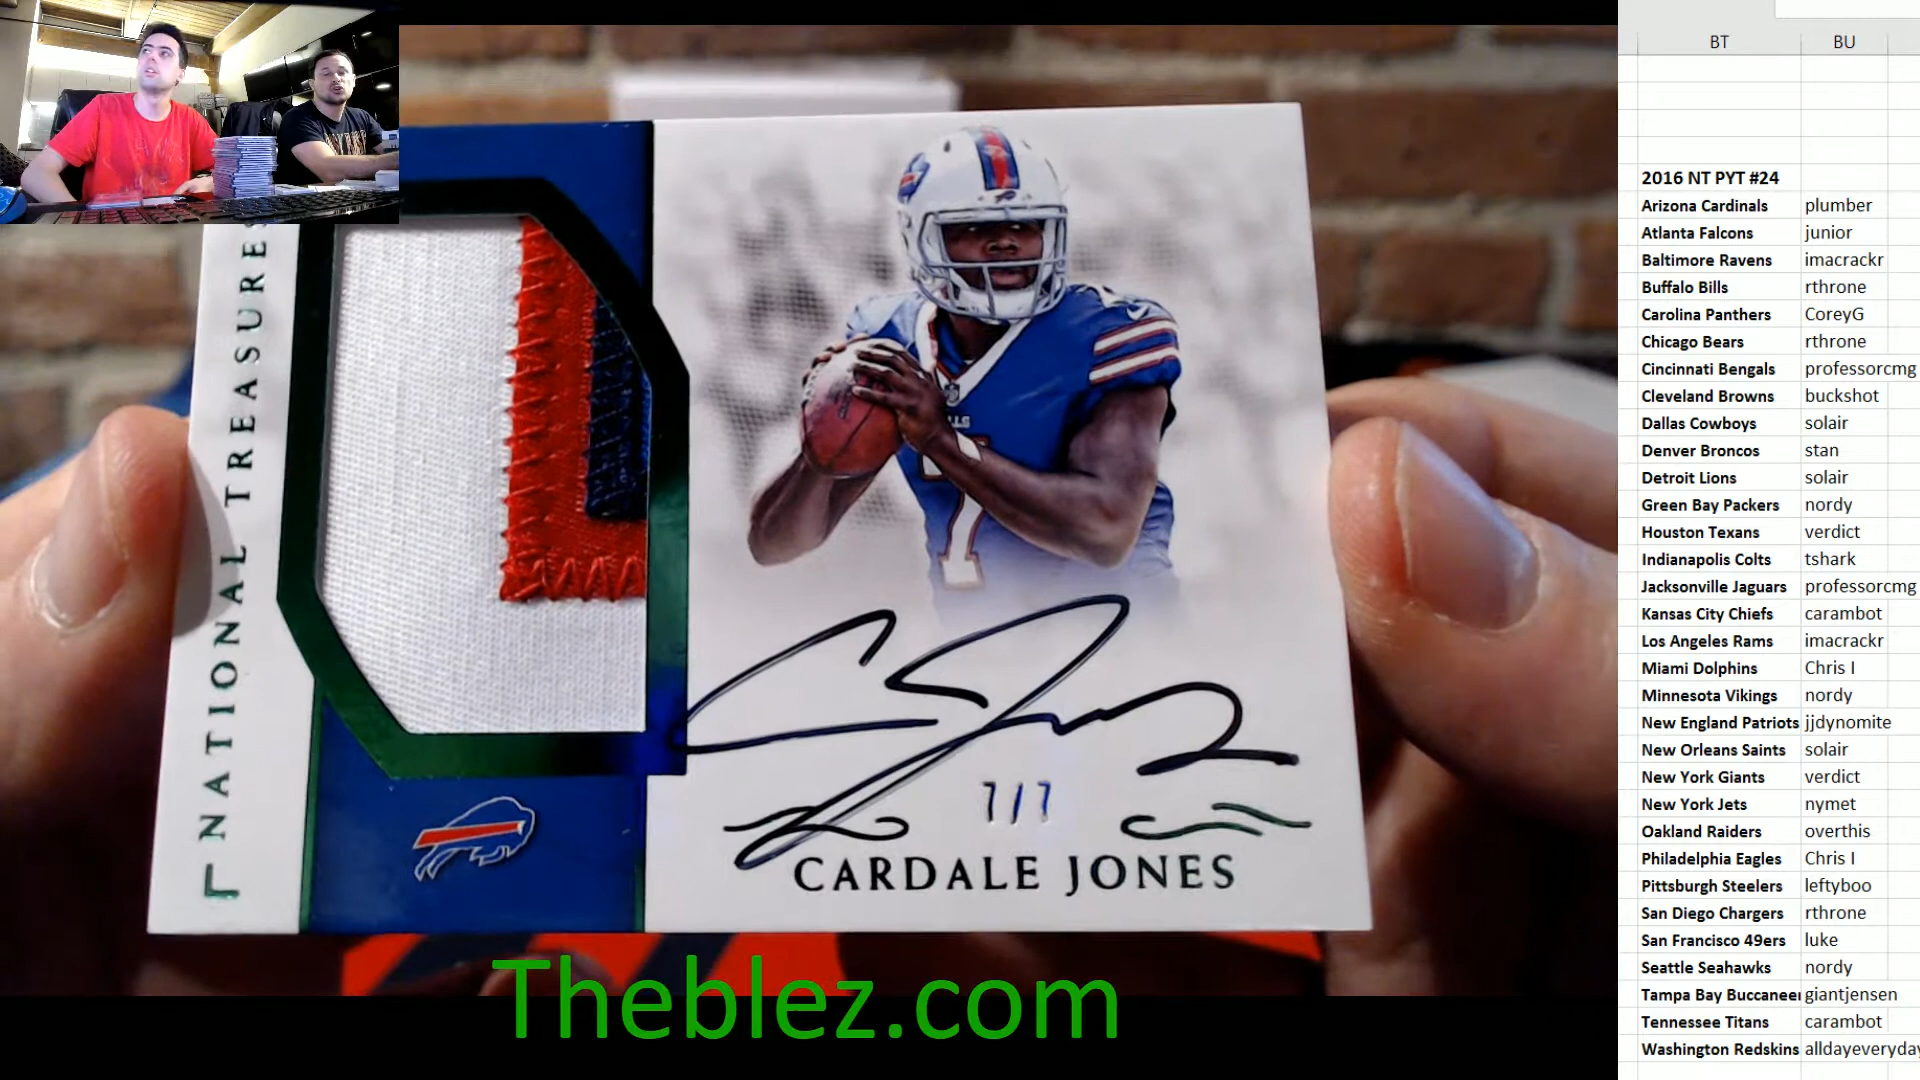 NATIONAL TREASURES
7/7
CARDALE JONES
Theblez.com
BT BU
2016 NT PYT #24
Arizona Cardinals plumber
Atlanta Falcons junior
Baltimore Ravens imacrackr
Buffalo Bills rthrone
Carolina Panthers CoreyG
Chicago Bears rthrone
Cincinnati Bengals professorcmg
Cleveland Browns buckshot
Dallas Cowboys solair
Denver Broncos stan
Detroit Lions solair
Green Bay Packers nordy
Houston Texans verdict
Indianapolis Colts tshark
Jacksonville Jaguars professorcmg
Kansas City Chiefs carambot
Los Angeles Rams imacrackr
Miami Dolphins Chris I
Minnesota Vikings nordy
New England Patriots jjdynomite
New Orleans Saints solair
New York Giants verdict
New York Jets nymet
Oakland Raiders overthis
Philadelphia Eagles Chris I
Pittsburgh Steelers leftyboo
San Diego Chargers rthrone
San Francisco 49ers luke
Seattle Seahawks nordy
Tampa Bay Buccaneer giantjensen
Tennessee Titans carambot
Washington Redskins alldayeveryday